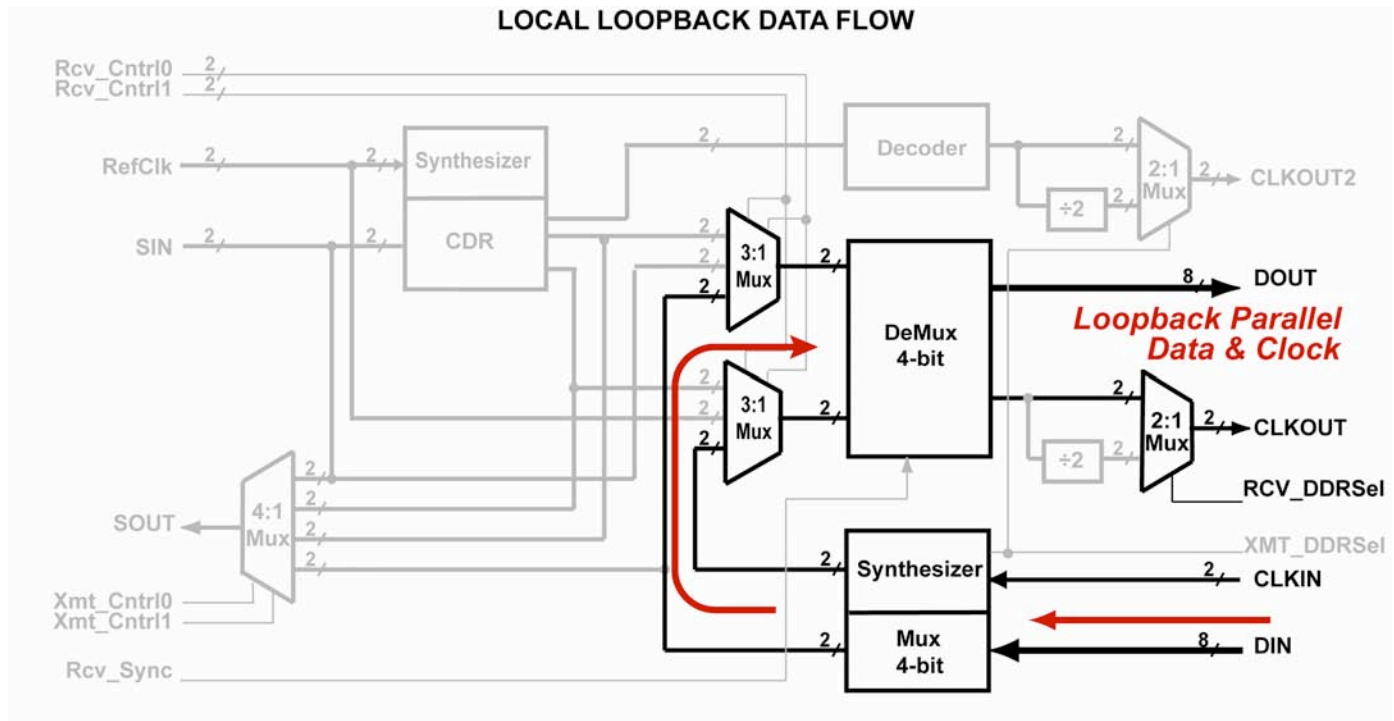 LOCAL LOOPBACK DATA FLOW
Rcv_Cntrl0
2
Rcv_Cntrl1
2
RefClk
2
2
Synthesizer
CDR
SIN
2
2
2
Decoder
2
2
÷2
2:1
Mux
2
CLKOUT2
2
2
2
3:1
Mux
2
DeMux
4-bit
8
DOUT
Loopback Parallel
Data & Clock
2
2
2
3:1
Mux
2
2
2
÷2
2:1
Mux
2
CLKOUT
RCV_DDRSel
SOUT
4:1
Mux
2
2
2
2
XMT_DDRSel
2
Synthesizer
2
CLKIN
Xmt_Cntrl0
Xmt_Cntrl1
2
Mux
4-bit
8
DIN
Rcv_Sync